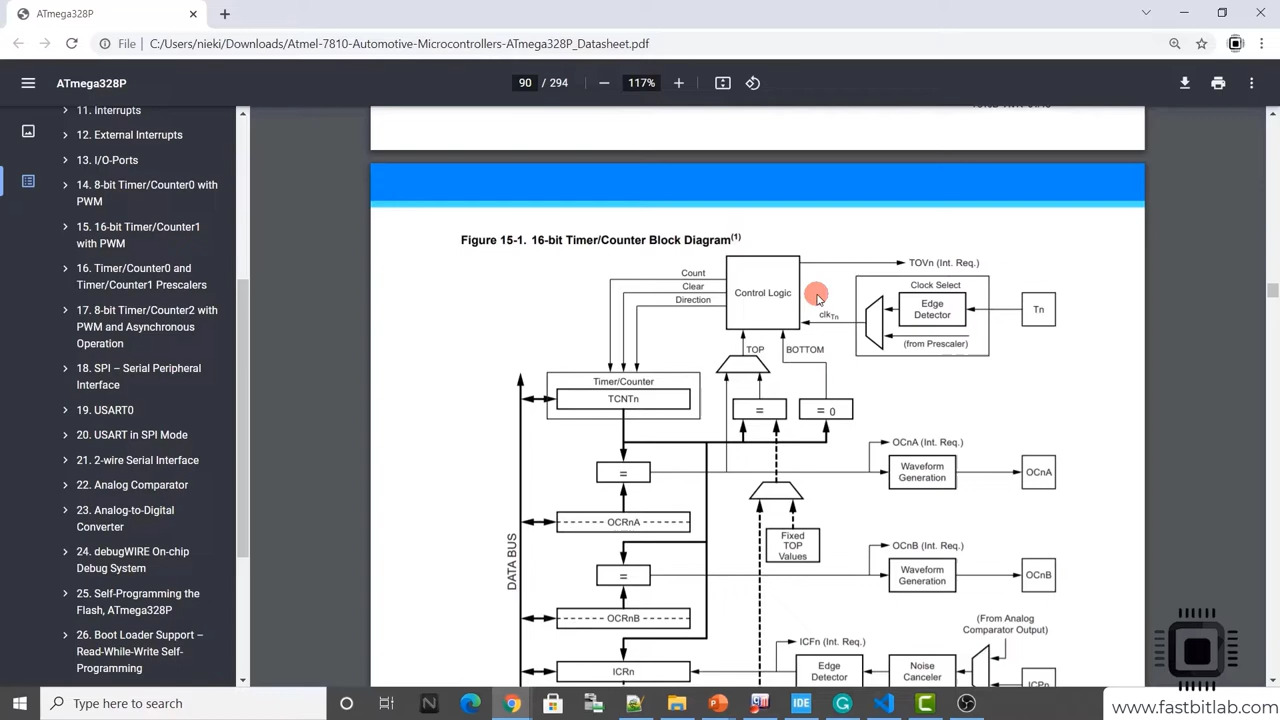 ATmega328P
File
C:/Users/nieki/Downloads/Atmel-7810-Automotive-Microcontrollers-ATmega328P_Datasheet.pdf
ATmega328P
90 / 294
117%
11. Interrupts
12. External Interrupts
13. I/O-Ports
14. 8-bit Timer/Counter0 with
PWM
15. 16-bit Timer/Counter1
with PWM
16. Timer/Counter0 and
Timer/Counter1 Prescalers
17. 8-bit Timer/Counter2 with
PWM and Asynchronous
Operation
18. SPI – Serial Peripheral
Interface
19. USART0
20. USART in SPI Mode
21. 2-wire Serial Interface
22. Analog Comparator
23. Analog-to-Digital
Converter
24. debugWIRE On-chip
Debug System
25. Self-Programming the
Flash, ATmega328P
26. Boot Loader Support –
Read-While-Write Self-
Programming
Figure 15-1. 16-bit Timer/Counter Block Diagram(1)
Count
Clear
Direction
Control Logic
TOVn (Int. Req.)
Clock Select
Edge
Detector
Tn
clkTn
(from Prescaler)
TOP
BOTTOM
Timer/Counter
TCNTn
=
= 0
OCnA (Int. Req.)
=
Waveform
Generation
OCnA
OCRnA
Fixed
TOP
Values
OCnB (Int. Req.)
=
Waveform
Generation
OCnB
DATA BUS
OCRnB
(From Analog
Comparator Output)
ICFn (Int. Req.)
ICRn
Edge
Detector
Noise
Canceler
ICPn
Type here to search
IDE
www.fastbitlab.com